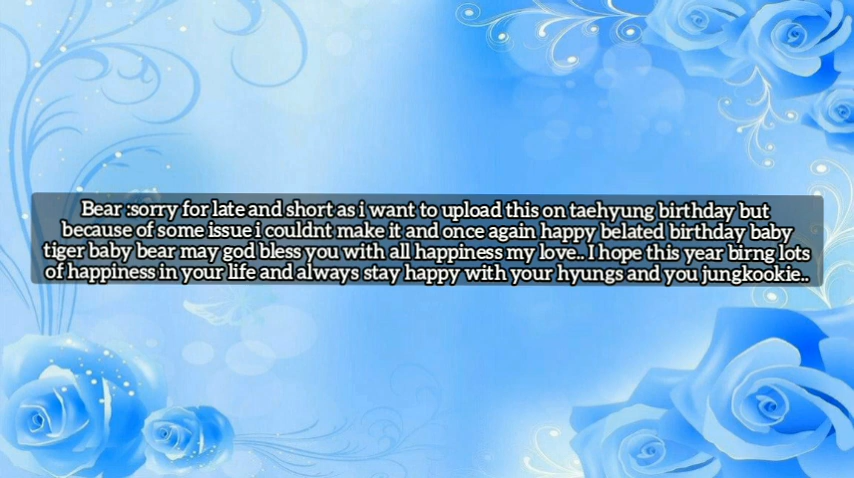 Bear :sorry for late and short as i want to upload this on taehyung birthday but
because of some issue i couldnt make it and once again happy belated birthday baby
tiger baby bear may god bless you with all happiness my love.. I hope this year birng lots
of happiness in your life and always stay happy with your hyungs and you jungkookie..